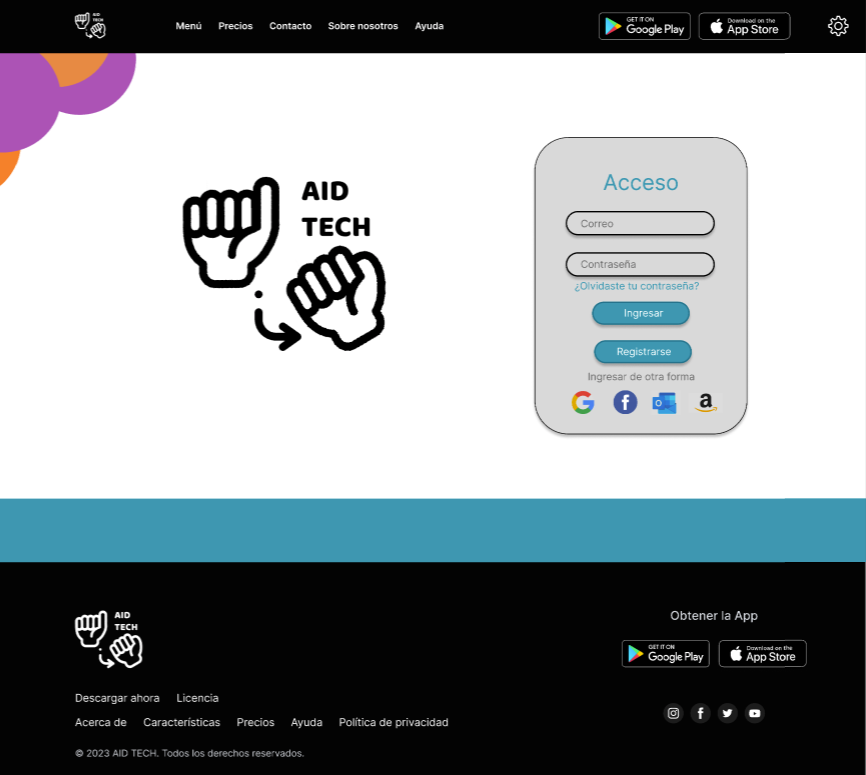 AID
TECH
Menú Precios Contacto Sobre nosotros Ayuda
GET IT ON
Google Play
Download on the
App Store
AID
TECH
Acceso
Correo
Contraseña
¿Olvidaste tu contraseña?
Ingresar
Registrarse
Ingresar de otra forma
AID
TECH
Obtener la App
GET IT ON
Google Play
Download on the
App Store
Descargar ahora Licencia
Acerca de Características Precios Ayuda Política de privacidad
© 2023 AID TECH. Todos los derechos reservados.